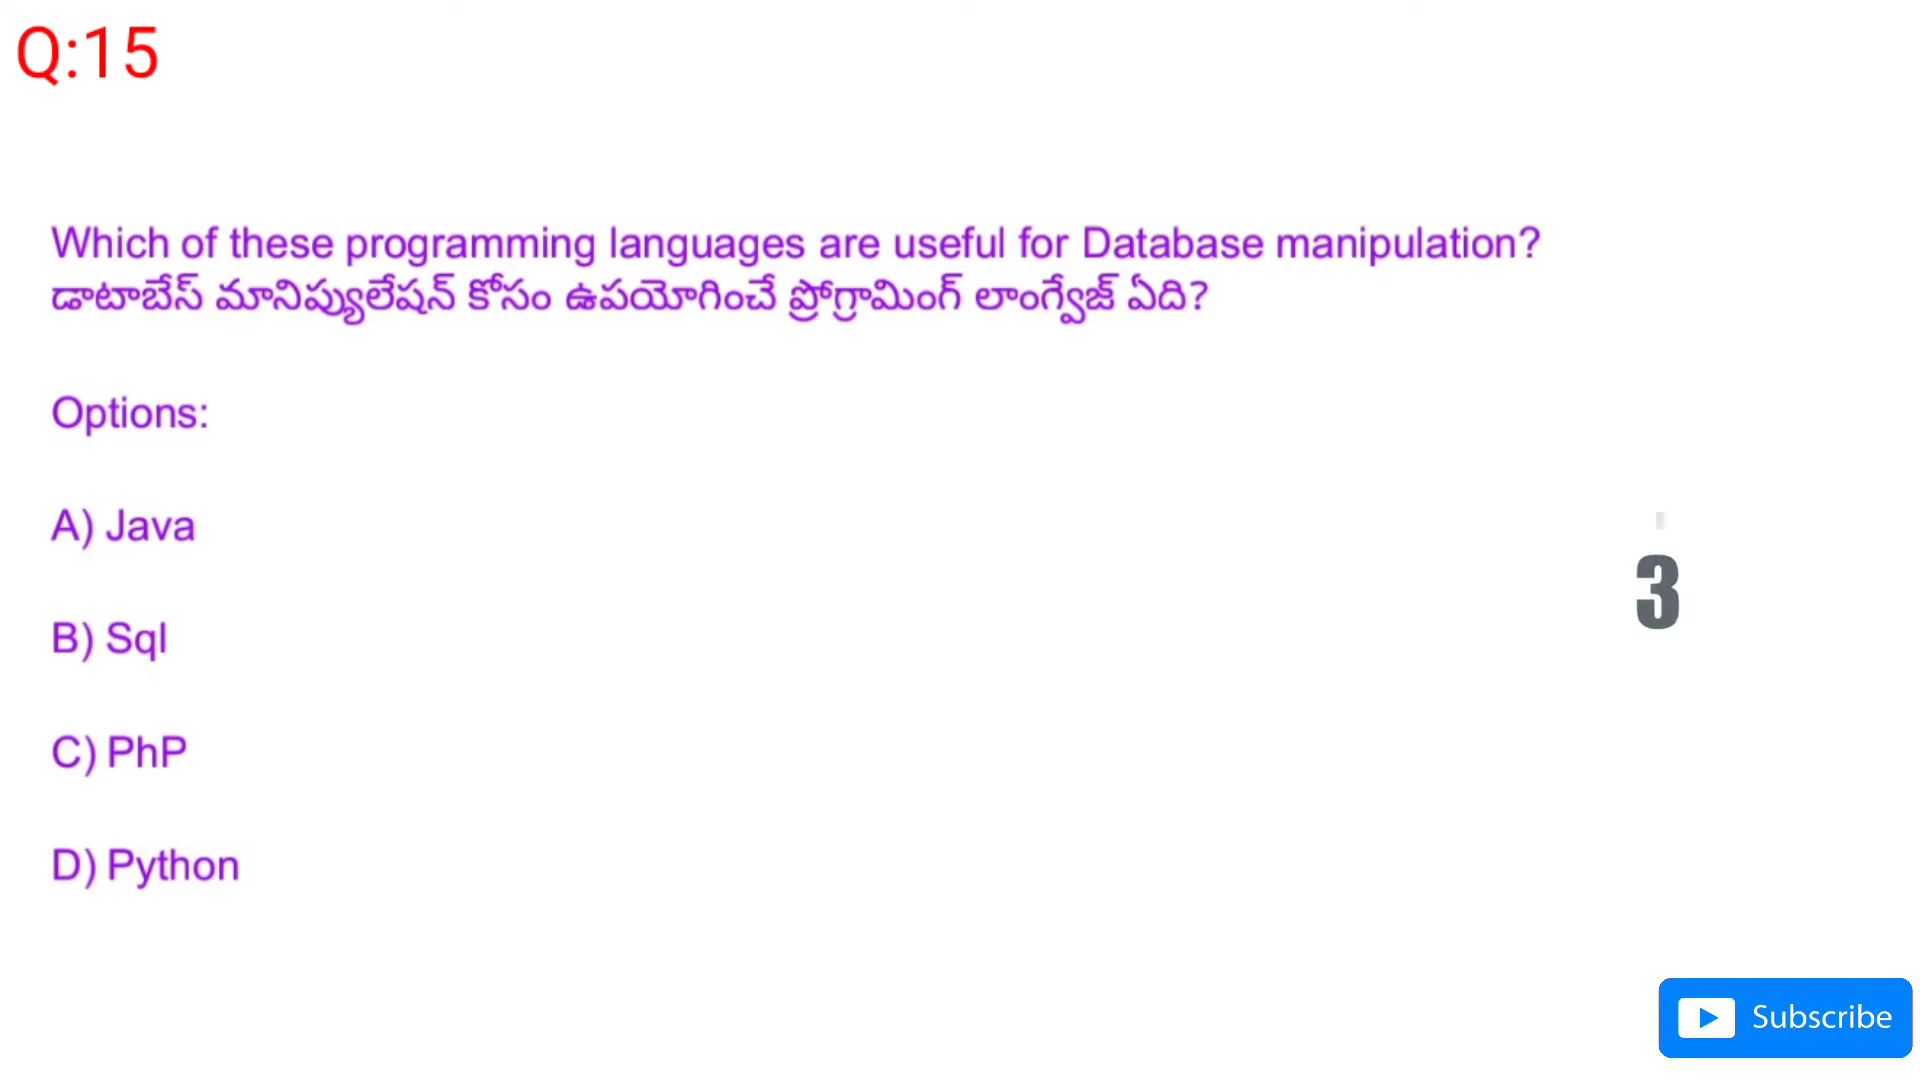 Q:15
Which of these programming languages are useful for Database manipulation?
డాటాబేస్ మానిప్యులేషన్ కోసం ఉపయోగించే ప్రోగ్రామింగ్ లాంగ్వేజ్ ఏది?
Options:
A) Java
B) Sql
C) PhP
D) Python
3
Subscribe